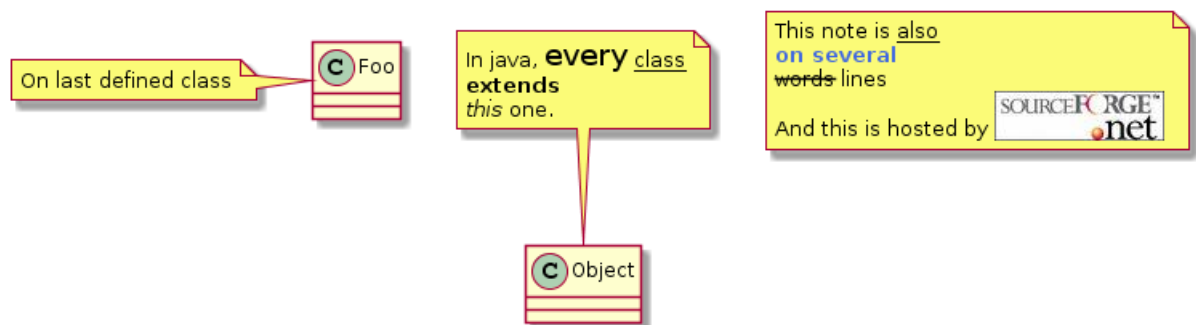 On last defined class
C Foo
In java, every class
extends
this one.
C Object
This note is also
on several
words lines
And this is hosted by SOURCEFORGE™
.net